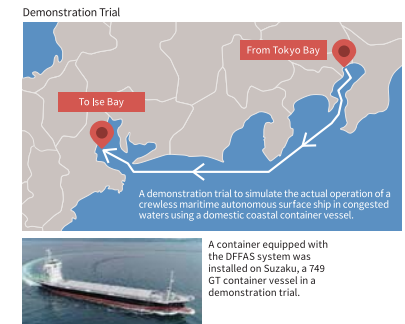 Demonstration Trial
From Tokyo Bay
To Ise Bay
A demonstration trial to simulate the actual operation of a
crewless maritime autonomous surface ship in congested
waters using a domestic coastal container vessel.
A container equipped with
the DFFAS system was
installed on Suzaku, a 749
GT container vessel in a
demonstration trial.